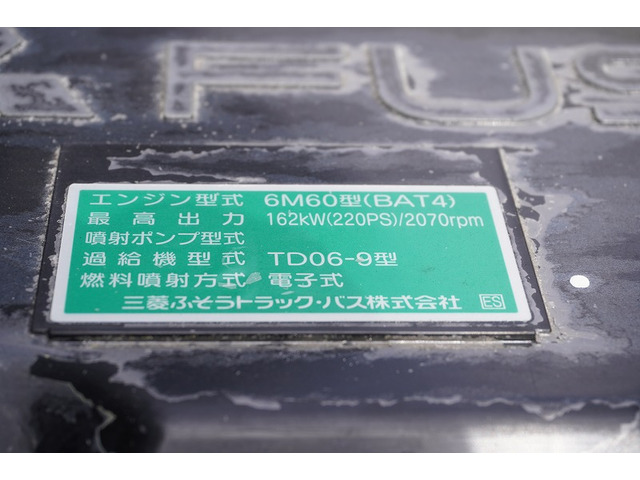 FUS
エンジン型式 6M60型(BAT4)
最高出力 162kW(220PS)/2070rpm
噴射ポンプ型式
過給機型式 TD06-9型
燃料噴射方式 電子式
三菱ふそうトラック・バス株式会社 ES